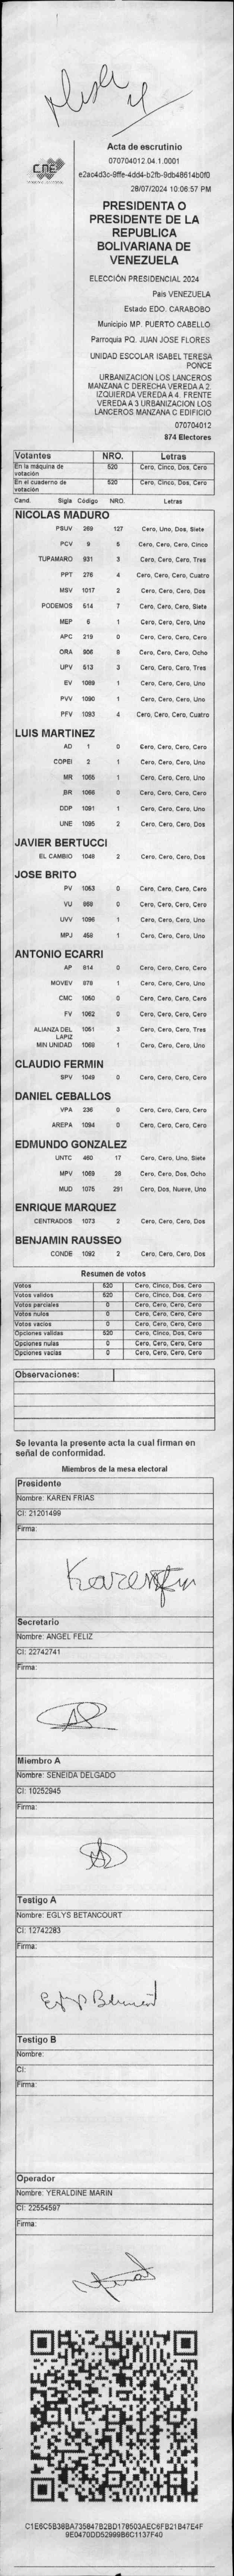 CNE
Acta de escrutinio
070704012.04.1.0001
e2ac4d3c-9ffe-4dd4-b2fb-9db48614b0f0
28/07/2024 10:06:57 PM
PRESIDENTA O
PRESIDENTE DE LA
REPUBLICA
BOLIVARIANA DE
VENEZUELA
ELECCIÓN PRESIDENCIAL 2024
Pais VENEZUELA
Estado EDO. CARABOBO
Municipio MP. PUERTO CABELLO
Parroquia PQ. JUAN JOSE FLORES
UNIDAD ESCOLAR ISABEL TERESA
PONCE
URBANIZACION LOS LANCEROS
MANZANA C DERECHA VEREDA A 2.
IZQUIERDA VEREDA A 4. FRENTE
VEREDA A 3 URBANIZACION LOS
LANCEROS MANZANA C EDIFICIO
070704012
874 Electores
Votantes NRO. Letras
En la máquina de votación 520 Cero, Cinco, Dos, Cero
En el cuaderno de votación 520 Cero, Cinco, Dos, Cero
Cand. Sigla Código NRO. Letras
NICOLAS MADURO
PSUV 269 127 Cero, Uno, Dos, Siete
PCV 9 5 Cero, Cero, Cero, Cinco
TUPAMARO 931 3 Cero, Cero, Cero, Tres
PPT 276 4 Cero, Cero, Cero, Cuatro
MSV 1017 2 Cero, Cero, Cero, Dos
PODEMOS 514 7 Cero, Cero, Cero, Siete
MEP 6 1 Cero, Cero, Cero, Uno
APC 219 0 Cero, Cero, Cero, Cero
ORA 906 8 Cero, Cero, Cero, Ocho
UPV 513 3 Cero, Cero, Cero, Tres
EV 1089 1 Cero, Cero, Cero, Uno
PVV 1090 1 Cero, Cero, Cero, Uno
PFV 1093 4 Cero, Cero, Cero, Cuatro
LUIS MARTINEZ
AD 1 0 Cero, Cero, Cero, Cero
COPEI 2 1 Cero, Cero, Cero, Uno
MR 1065 1 Cero, Cero, Cero, Uno
BR 1066 0 Cero, Cero, Cero, Cero
DDP 1091 1 Cero, Cero, Cero, Uno
UNE 1095 2 Cero, Cero, Cero, Dos
JAVIER BERTUCCI
EL CAMBIO 1048 2 Cero, Cero, Cero, Dos
JOSE BRITO
PV 1053 0 Cero, Cero, Cero, Cero
VU 868 0 Cero, Cero, Cero, Cero
UVV 1096 1 Cero, Cero, Cero, Uno
MPJ 458 1 Cero, Cero, Cero, Uno
ANTONIO ECARRI
AP 814 0 Cero, Cero, Cero, Cero
MOVEV 878 1 Cero, Cero, Cero, Uno
CMC 1050 0 Cero, Cero, Cero, Cero
FV 1062 0 Cero, Cero, Cero, Cero
ALIANZA DEL LAPIZ 1051 3 Cero, Cero, Cero, Tres
MIN UNIDAD 1068 1 Cero, Cero, Cero, Uno
CLAUDIO FERMIN
SPV 1049 0 Cero, Cero, Cero, Cero
DANIEL CEBALLOS
VPA 236 0 Cero, Cero, Cero, Cero
AREPA 1094 0 Cero, Cero, Cero, Cero
EDMUNDO GONZALEZ
UNTC 460 17 Cero, Cero, Uno, Siete
MPV 1069 28 Cero, Cero, Dos, Ocho
MUD 1075 291 Cero, Dos, Nueve, Uno
ENRIQUE MARQUEZ
CENTRADOS 1073 2 Cero, Cero, Cero, Dos
BENJAMIN RAUSSEO
CONDE 1092 2 Cero, Cero, Cero, Dos
Resumen de votos
Votos 520 Cero, Cinco, Dos, Cero
Votos validos 520 Cero, Cinco, Dos, Cero
Votos parciales 0 Cero, Cero, Cero, Cero
Votos nulos 0 Cero, Cero, Cero, Cero
Votos vacios 0 Cero, Cero, Cero, Cero
Opciones validas 520 Cero, Cinco, Dos, Cero
Opciones nulas 0 Cero, Cero, Cero, Cero
Opciones vacias 0 Cero, Cero, Cero, Cero
Observaciones:
Se levanta la presente acta la cual firman en
señal de conformidad.
Miembros de la mesa electoral
Presidente
Nombre: KAREN FRIAS
CI: 21201499
Firma:
Secretario
Nombre: ANGEL FELIZ
CI: 22742741
Firma:
Miembro A
Nombre: SENEIDA DELGADO
CI: 10252945
Firma:
Testigo A
Nombre: EGLYS BETANCOURT
CI: 12742283
Firma:
Testigo B
Nombre:
CI:
Firma:
Operador
Nombre: YERALDINE MARIN
CI: 22554597
Firma:
C1E6C5B38BA735847B2BD178503AEC6FB21B47E4F
9E0470DD52999B6C1137F40